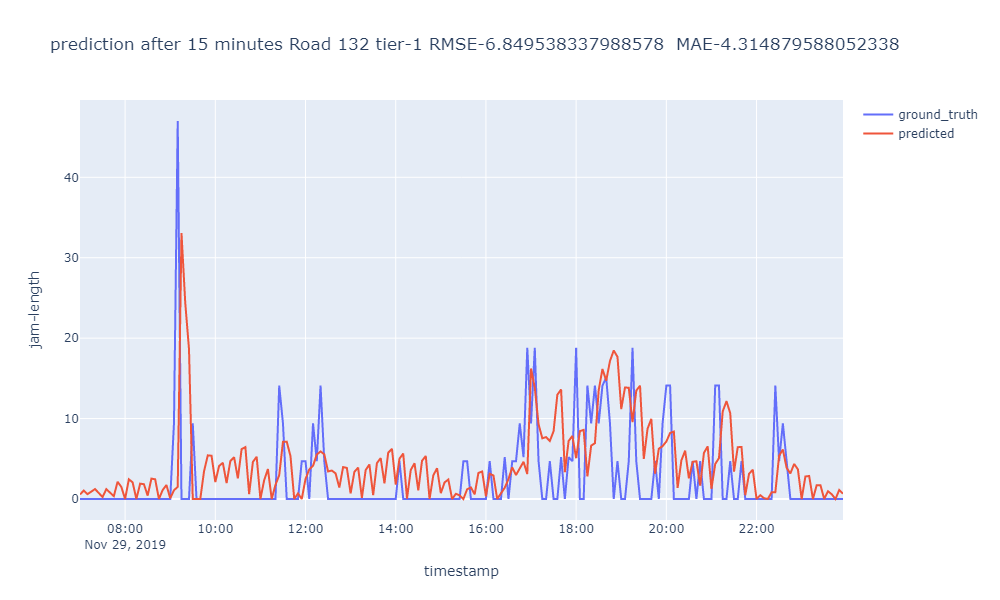 prediction after 15 minutes Road 132 tier-1 RMSE-6.849538337988578  MAE-4.314879588052338
ground_truth
predicted
jam-length
40
30
20
10
0
08:00
10:00
12:00
14:00
16:00
18:00
20:00
22:00
Nov 29, 2019
timestamp